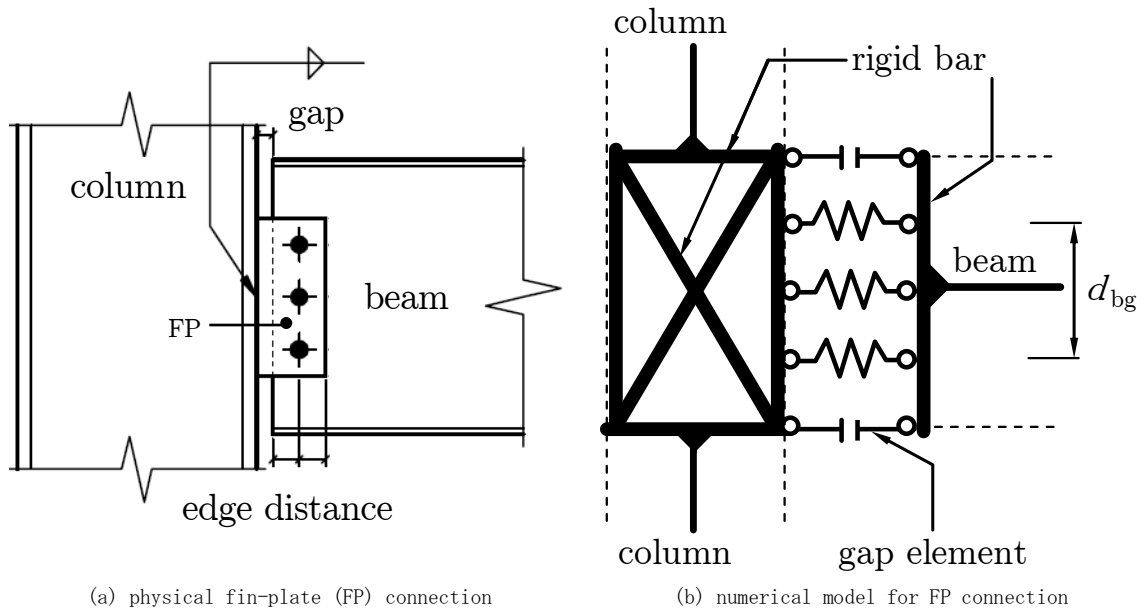 gap
column
beam
FP
edge distance
(a) physical fin-plate (FP) connection
column
rigid bar
beam
d_bg
column
gap element
(b) numerical model for FP connection